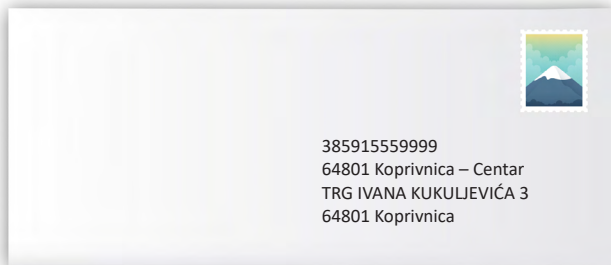 385915559999
64801 Koprivnica – Centar
TRG IVANA KUKULJEVIĆA 3
64801 Koprivnica